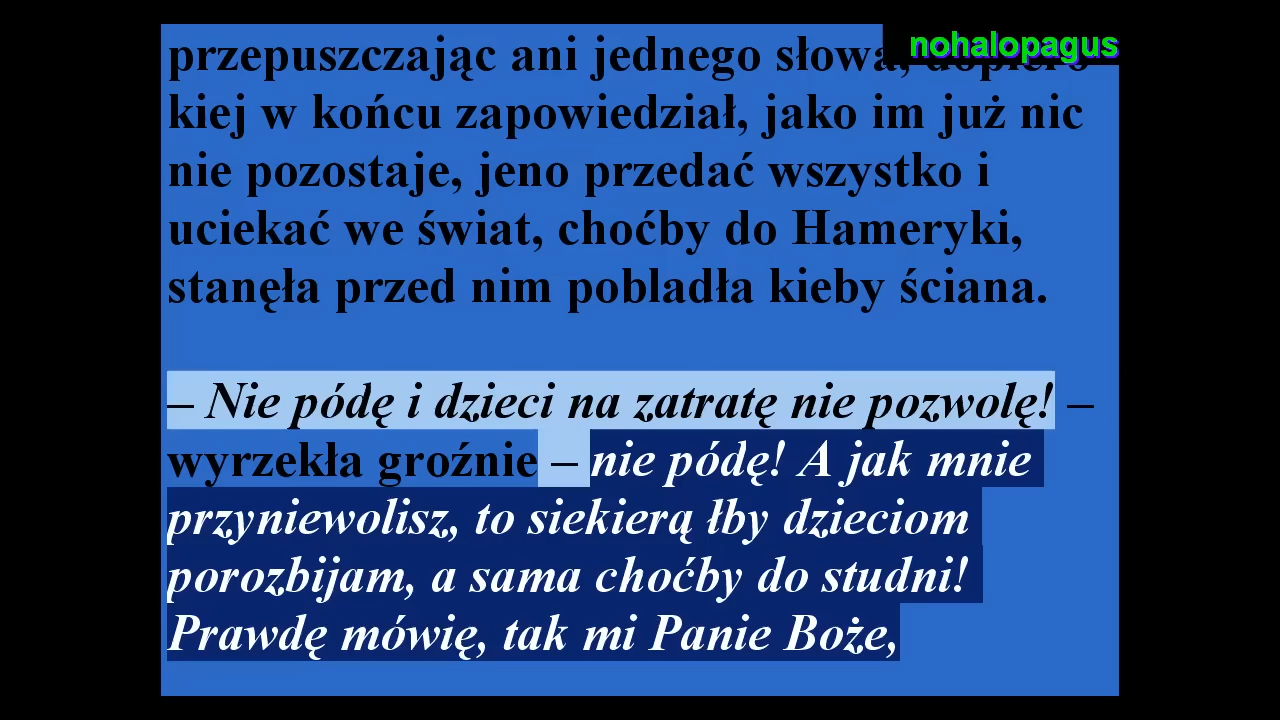 przepuszczając ani jednego słowa, dopiero
nohalopagus
kiej w końcu zapowiedział, jako im już nic
nie pozostaje, jeno przedać wszystko i
uciekać we świat, choćby do Hameryki,
stanęła przed nim pobladła kieby ściana.
– Nie pódę i dzieci na zatratę nie pozwolę! –
wyrzekła groźnie – nie pódę! A jak mnie
przyniewolisz, to siekierą łby dzieciom
porozbijam, a sama choćby do studni!
Prawdę mówię, tak mi Panie Boże,